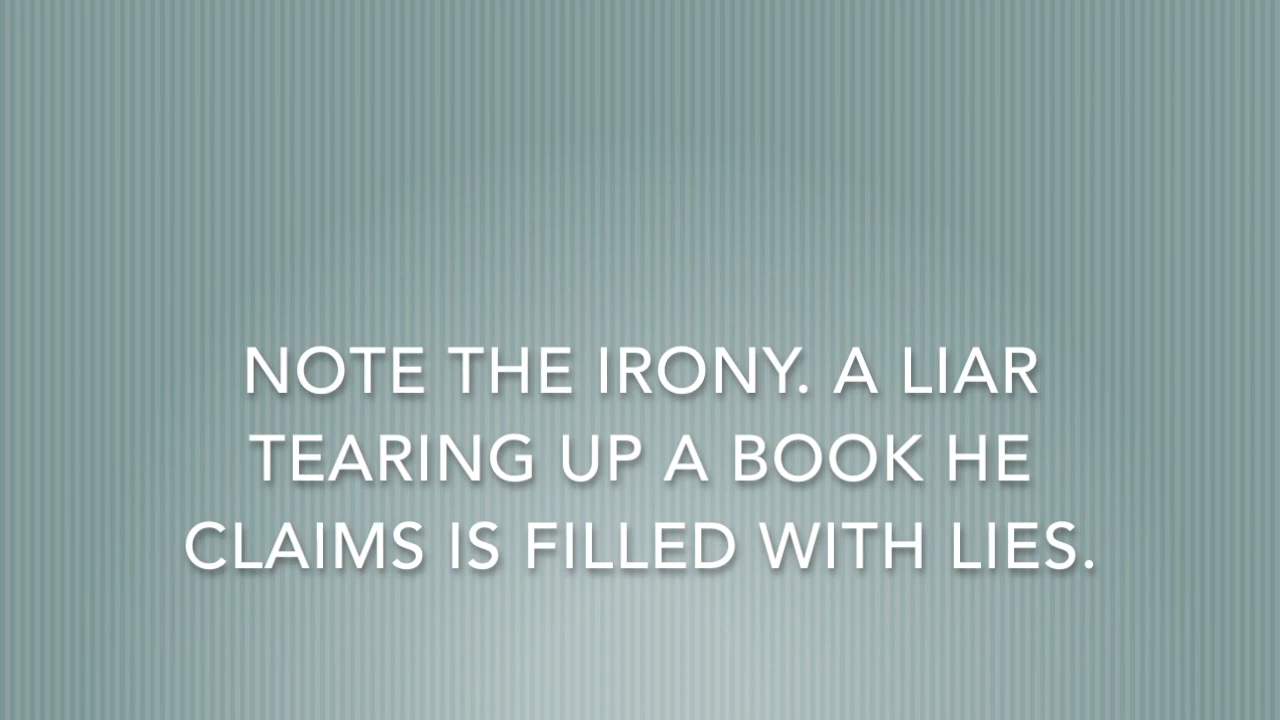 NOTE THE IRONY. A LIAR
TEARING UP A BOOK HE
CLAIMS IS FILLED WITH LIES.